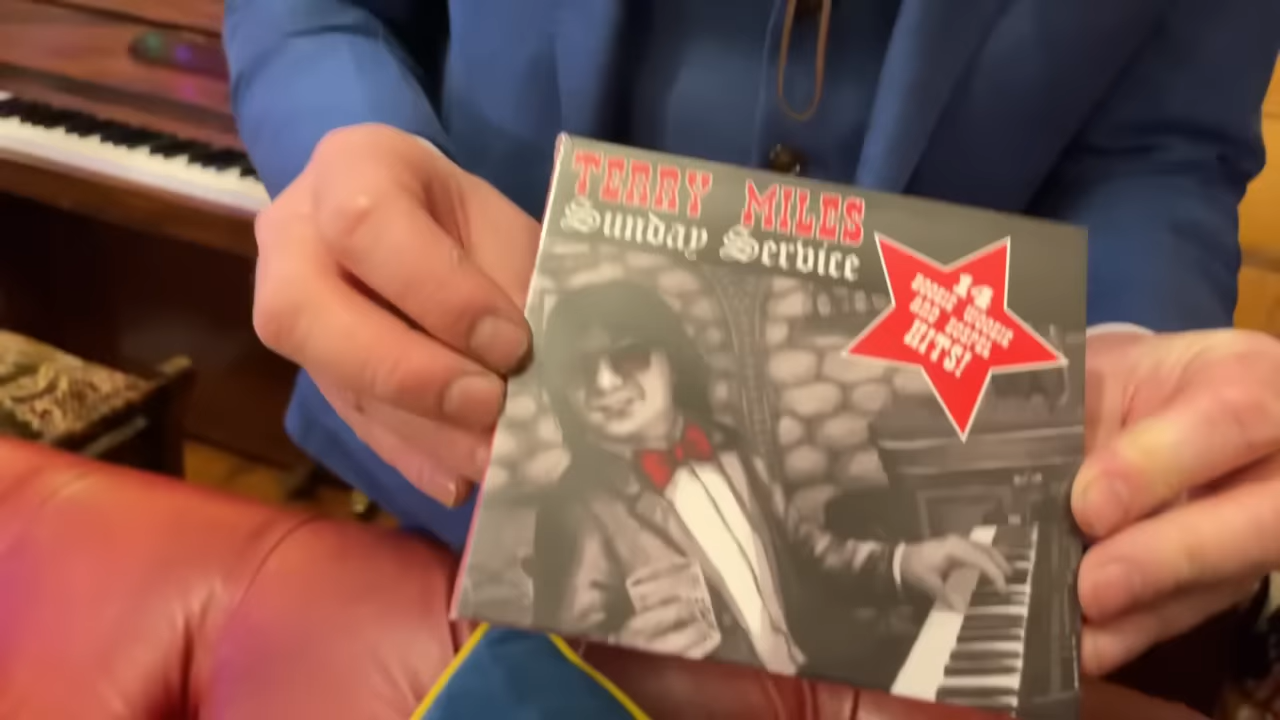 TERRY MILES
Sunday Service
14
BOOGIE WOOGIE
AND GOSPEL
HITS!